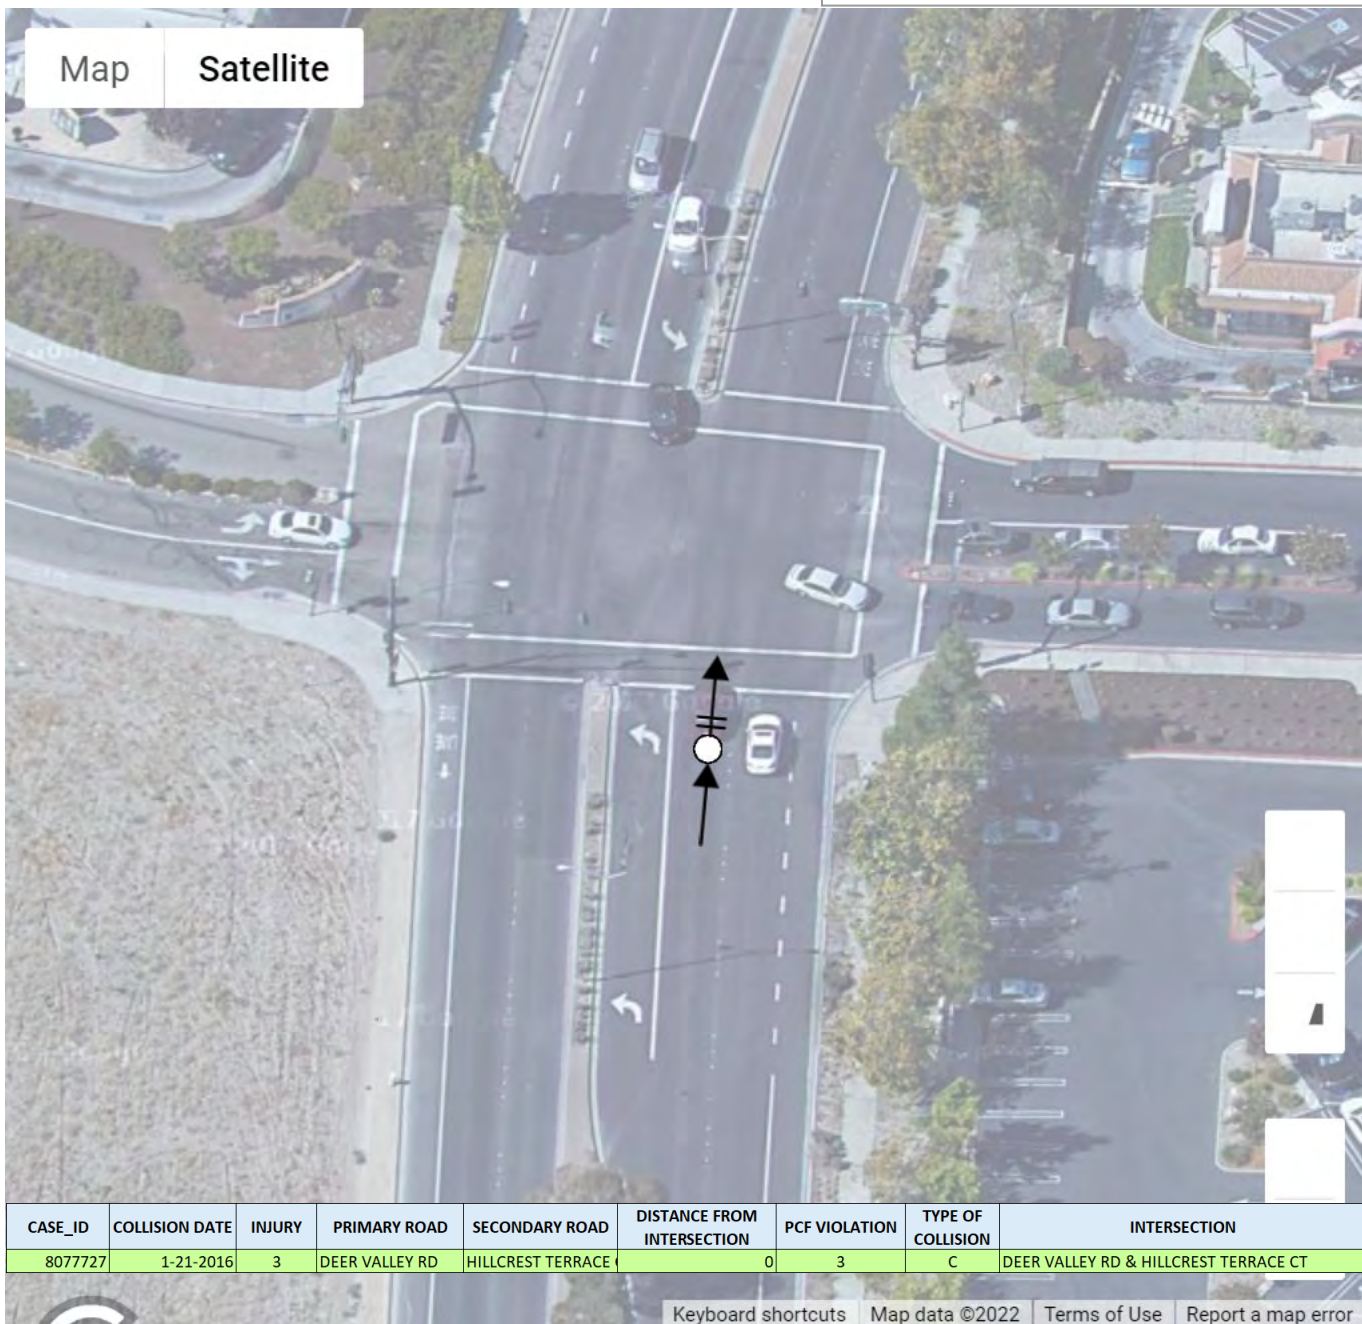 Map Satellite
CASE_ID COLLISION DATE INJURY PRIMARY ROAD SECONDARY ROAD DISTANCE FROM INTERSECTION PCF VIOLATION TYPE OF COLLISION INTERSECTION
8077727 1-21-2016 3 DEER VALLEY RD HILLCREST TERRACE 0 3 C DEER VALLEY RD & HILLCREST TERRACE CT
Keyboard shortcuts Map data ©2022 Terms of Use Report a map error